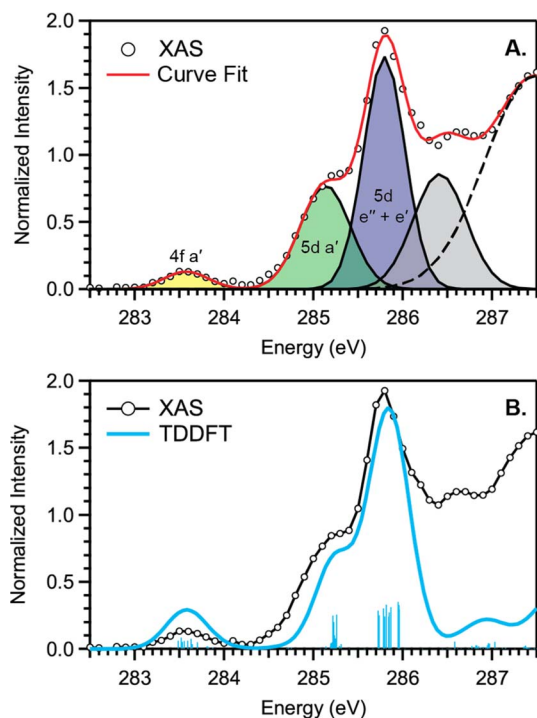 A.
XAS
Curve Fit
2.0
1.5
1.0
0.5
0.0
Normalized Intensity
4f a′
5d a′
5d
e″ + e′
283
284
285
286
287
Energy (eV)
B.
XAS
TDDFT
2.0
1.5
1.0
0.5
0.0
Normalized Intensity
283
284
285
286
287
Energy (eV)